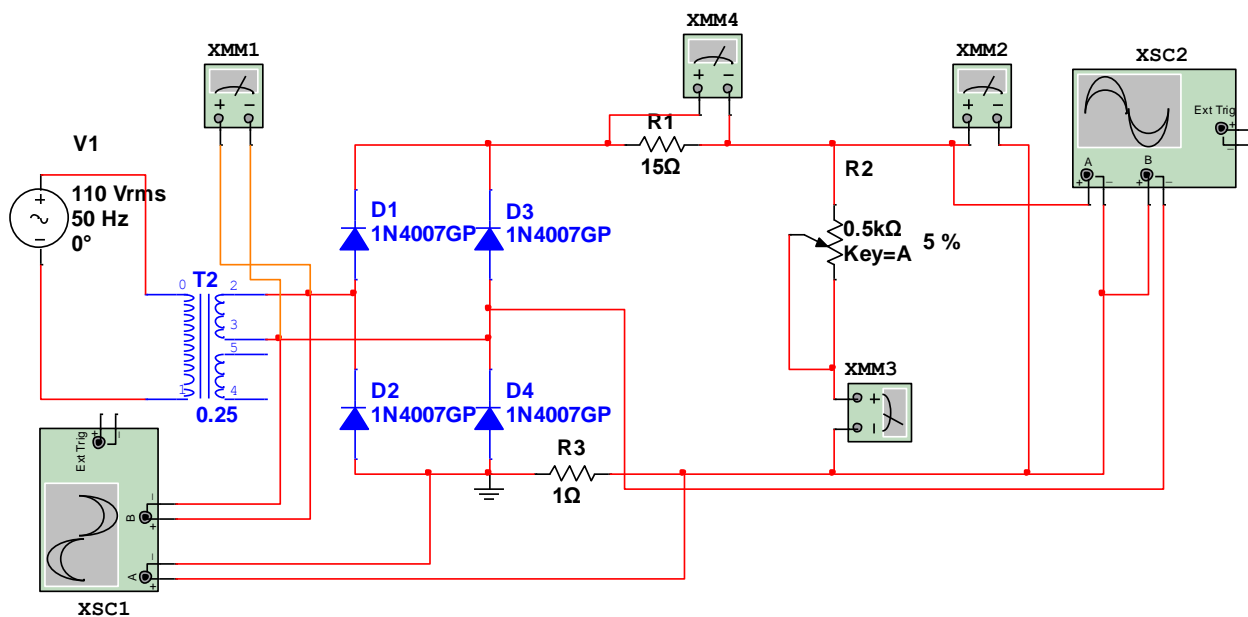 XMM4
XMM1
XMM2
XSC2
+ −
+ −
+ −
Ext Trig
+
−
V1
R1
15Ω
R2
A
B
+ −
+ −
+
−
110 Vrms
50 Hz
0°
D1
1N4007GP
D3
1N4007GP
0.5kΩ
Key=A
5 %
T2
0
2
3
5
1
4
0.25
XMM3
+
−
D2
1N4007GP
D4
1N4007GP
R3
1Ω
Ext Trig
+
−
B
−
+
A
−
+
XSC1